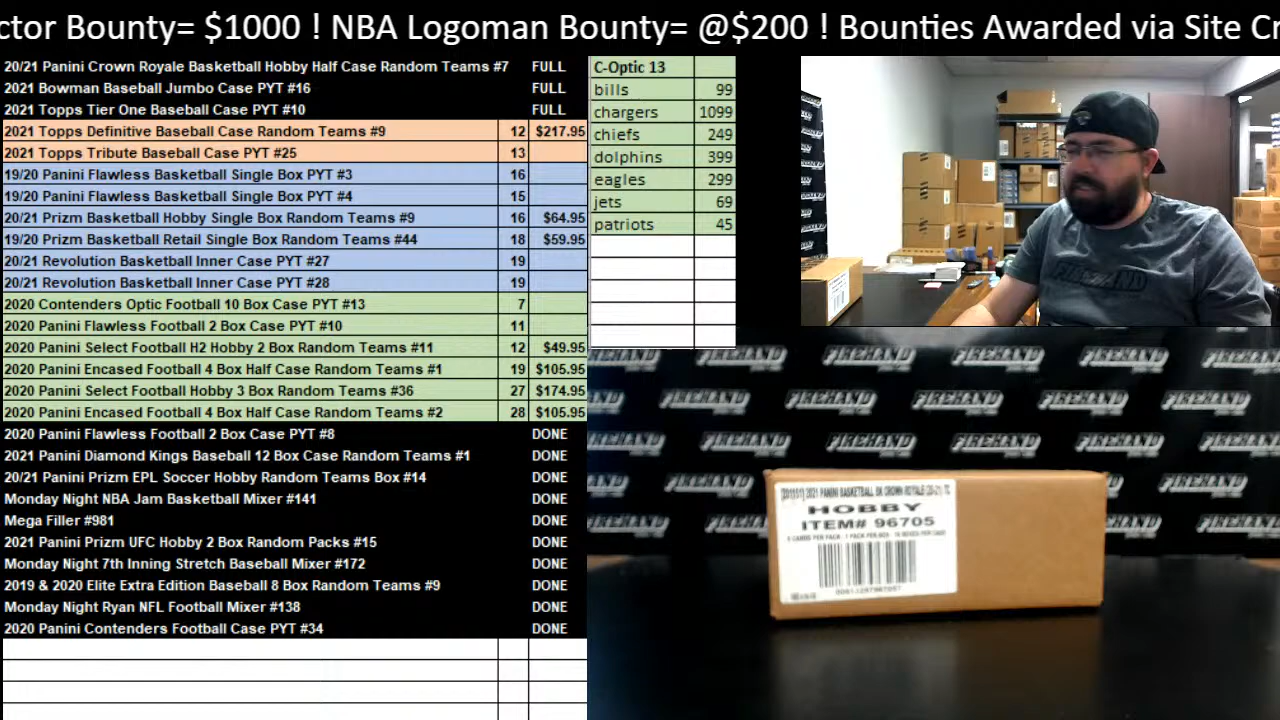 ctor Bounty= $1000 ! NBA Logoman Bounty= @$200 ! Bounties Awarded via Site Cr
20/21 Panini Crown Royale Basketball Hobby Half Case Random Teams #7 FULL
2021 Bowman Baseball Jumbo Case PYT #16 FULL
2021 Topps Tier One Baseball Case PYT #10 FULL
2021 Topps Definitive Baseball Case Random Teams #9 12 $217.95
2021 Topps Tribute Baseball Case PYT #25 13
19/20 Panini Flawless Basketball Single Box PYT #3 16
19/20 Panini Flawless Basketball Single Box PYT #4 15
20/21 Prizm Basketball Hobby Single Box Random Teams #9 16 $64.95
19/20 Prizm Basketball Retail Single Box Random Teams #44 18 $59.95
20/21 Revolution Basketball Inner Case PYT #27 19
20/21 Revolution Basketball Inner Case PYT #28 19
2020 Contenders Optic Football 10 Box Case PYT #13 7
2020 Panini Flawless Football 2 Box Case PYT #10 11
2020 Panini Select Football H2 Hobby 2 Box Random Teams #11 12 $49.95
2020 Panini Encased Football 4 Box Half Case Random Teams #1 19 $105.95
2020 Panini Select Football Hobby 3 Box Random Teams #36 27 $174.95
2020 Panini Encased Football 4 Box Half Case Random Teams #2 28 $105.95
2020 Panini Flawless Football 2 Box Case PYT #8 DONE
2021 Panini Diamond Kings Baseball 12 Box Case Random Teams #1 DONE
20/21 Panini Prizm EPL Soccer Hobby Random Teams Box #14 DONE
Monday Night NBA Jam Basketball Mixer #141 DONE
Mega Filler #981 DONE
2021 Panini Prizm UFC Hobby 2 Box Random Packs #15 DONE
Monday Night 7th Inning Stretch Baseball Mixer #172 DONE
2019 & 2020 Elite Extra Edition Baseball 8 Box Random Teams #9 DONE
Monday Night Ryan NFL Football Mixer #138 DONE
2020 Panini Contenders Football Case PYT #34 DONE
C-Optic 13
bills 99
chargers 1099
chiefs 249
dolphins 399
eagles 299
jets 69
patriots 45
FIREHAND
FIREHAND
2021 PANINI BASKETBALL
CROWN ROYALE
HOBBY
ITEM# 96705